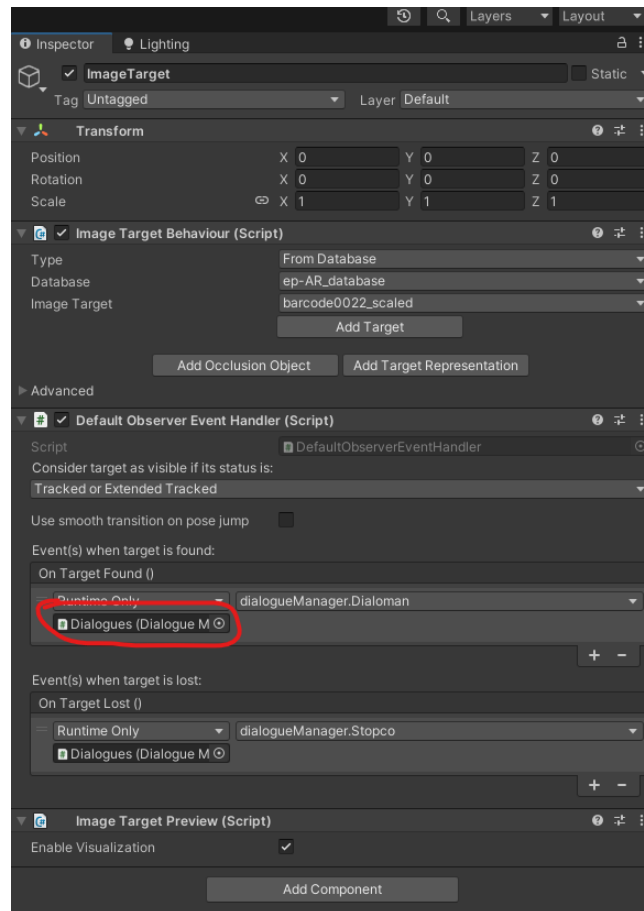 Layers Layout
Inspector Lighting
ImageTarget Static
Tag Untagged Layer Default
Transform
Position X 0 Y 0 Z 0
Rotation X 0 Y 0 Z 0
Scale X 1 Y 1 Z 1
Image Target Behaviour (Script)
Type From Database
Database ep-AR_database
Image Target barcode0022_scaled
Add Target
Add Occlusion Object Add Target Representation
Advanced
# Default Observer Event Handler (Script)
Script DefaultObserverEventHandler
Consider target as visible if its status is:
Tracked or Extended Tracked
Use smooth transition on pose jump
Event(s) when target is found:
On Target Found ()
Runtime Only dialogueManager.Dialoman
Dialogues (Dialogue M
+ -
Event(s) when target is lost:
On Target Lost ()
Runtime Only dialogueManager.Stopco
Dialogues (Dialogue M
+ -
Image Target Preview (Script)
Enable Visualization
Add Component